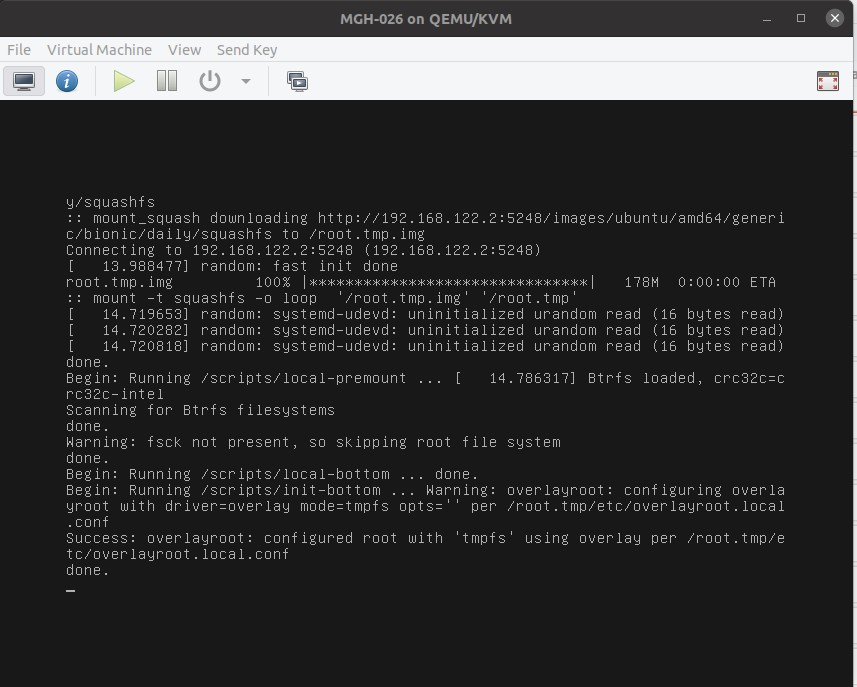 MGH-026 on QEMU/KVM
File Virtual Machine View Send Key
y/squashfs
:: mount_squash downloading http://192.168.122.2:5248/images/ubuntu/amd64/generi
c/bionic/daily/squashfs to /root.tmp.img
Connecting to 192.168.122.2:5248 (192.168.122.2:5248)
[   13.988477] random: fast init done
root.tmp.img         100% |*******************************|   178M  0:00:00 ETA
:: mount -t squashfs -o loop  '/root.tmp.img' '/root.tmp'
[   14.719653] random: systemd-udevd: uninitialized urandom read (16 bytes read)
[   14.720282] random: systemd-udevd: uninitialized urandom read (16 bytes read)
[   14.720818] random: systemd-udevd: uninitialized urandom read (16 bytes read)
done.
Begin: Running /scripts/local-premount ... [   14.786317] Btrfs loaded, crc32c=c
rc32c-intel
Scanning for Btrfs filesystems
done.
Warning: fsck not present, so skipping root file system
done.
Begin: Running /scripts/local-bottom ... done.
Begin: Running /scripts/init-bottom ... Warning: overlayroot: configuring overla
yroot with driver=overlay mode=tmpfs opts='' per /root.tmp/etc/overlayroot.local
.conf
Success: overlayroot: configured root with 'tmpfs' using overlay per /root.tmp/e
tc/overlayroot.local.conf
done.